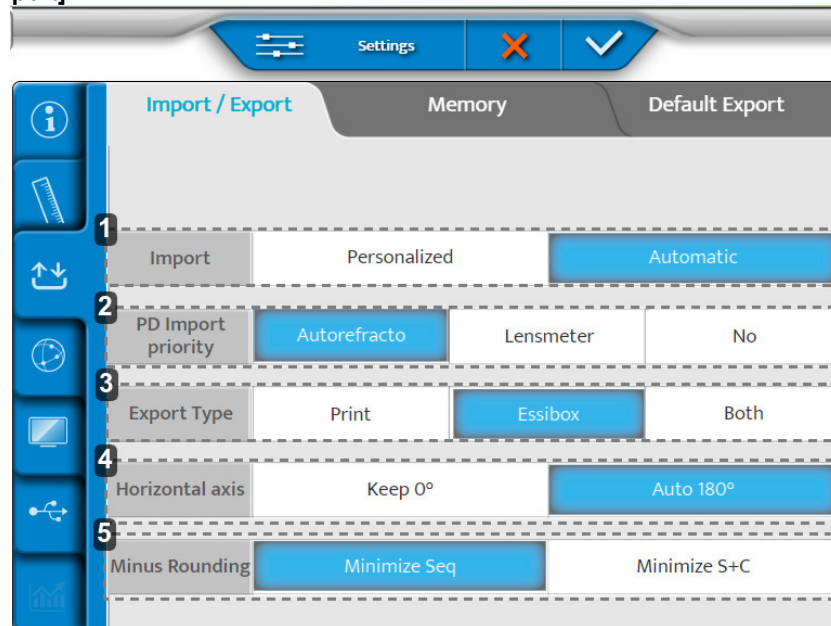 Settings
Import / Export Memory Default Export
1
Import Personalized Automatic
2
PD Import
priority
Autorefracto Lensmeter No
3
Export Type Print Essibox Both
4
Horizontal axis Keep 0° Auto 180°
5
Minus Rounding Minimize Seq Minimize S+C